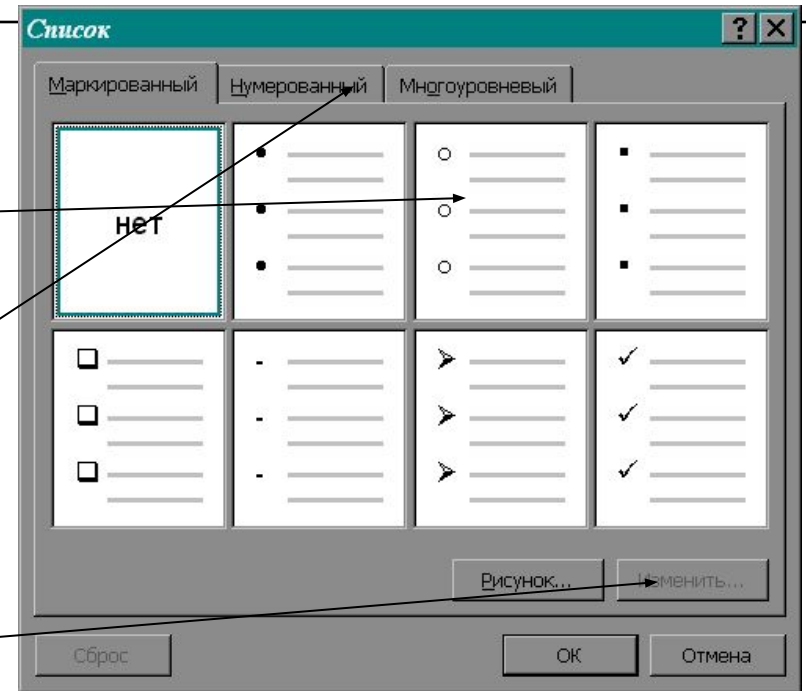 Список
Маркированный Нумерованный Многоуровневый
нет
Рисунок... Изменить...
Сброс ОК Отмена